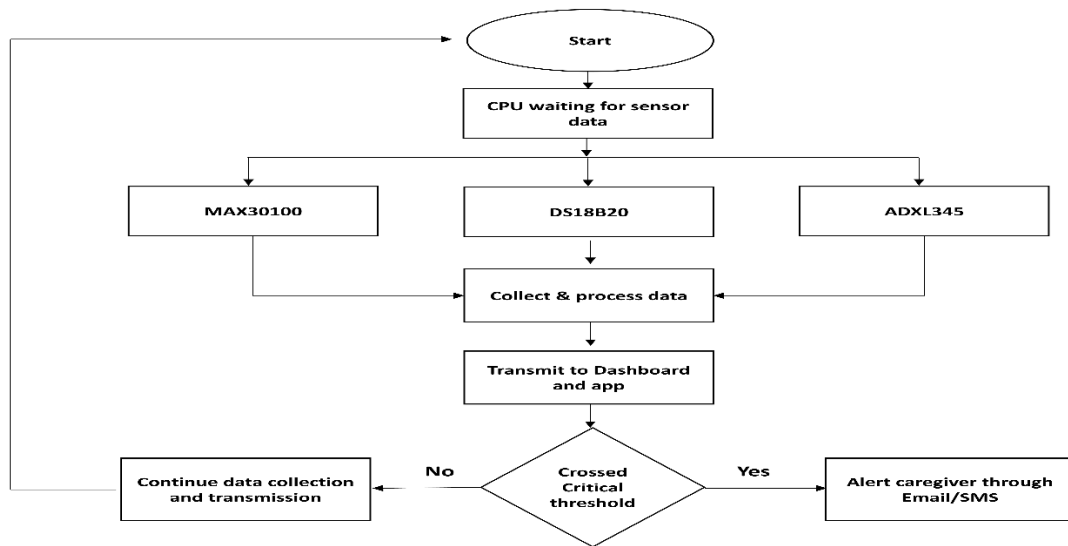 Start
CPU waiting for sensor
data
MAX30100
DS18B20
ADXL345
Collect & process data
Transmit to Dashboard
and app
No
Crossed
Critical
threshold
Yes
Continue data collection
and transmission
Alert caregiver through
Email/SMS